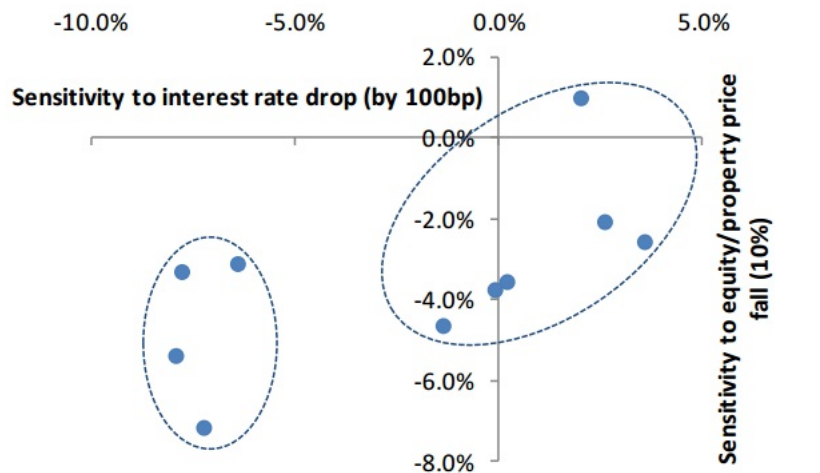 -10.0% -5.0% 0.0% 5.0%
2.0%
Sensitivity to interest rate drop (by 100bp)
0.0%
-2.0%
-4.0%
-6.0%
-8.0%
Sensitivity to equity/property price
fall (10%)